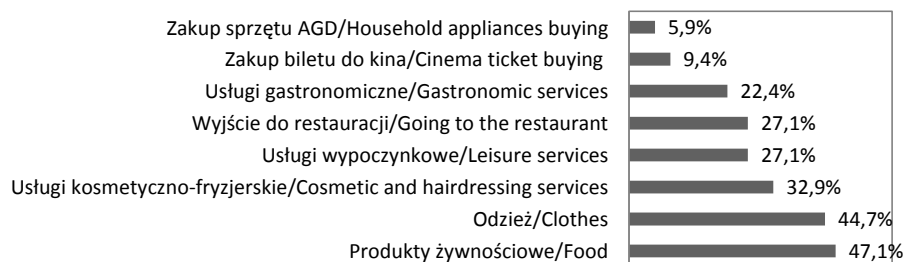 Zakup sprzętu AGD/Household appliances buying 5,9%
Zakup biletu do kina/Cinema ticket buying 9,4%
Usługi gastronomiczne/Gastronomic services 22,4%
Wyjście do restauracji/Going to the restaurant 27,1%
Usługi wypoczynkowe/Leisure services 27,1%
Usługi kosmetyczno-fryzjerskie/Cosmetic and hairdressing services 32,9%
Odzież/Clothes 44,7%
Produkty żywnościowe/Food 47,1%